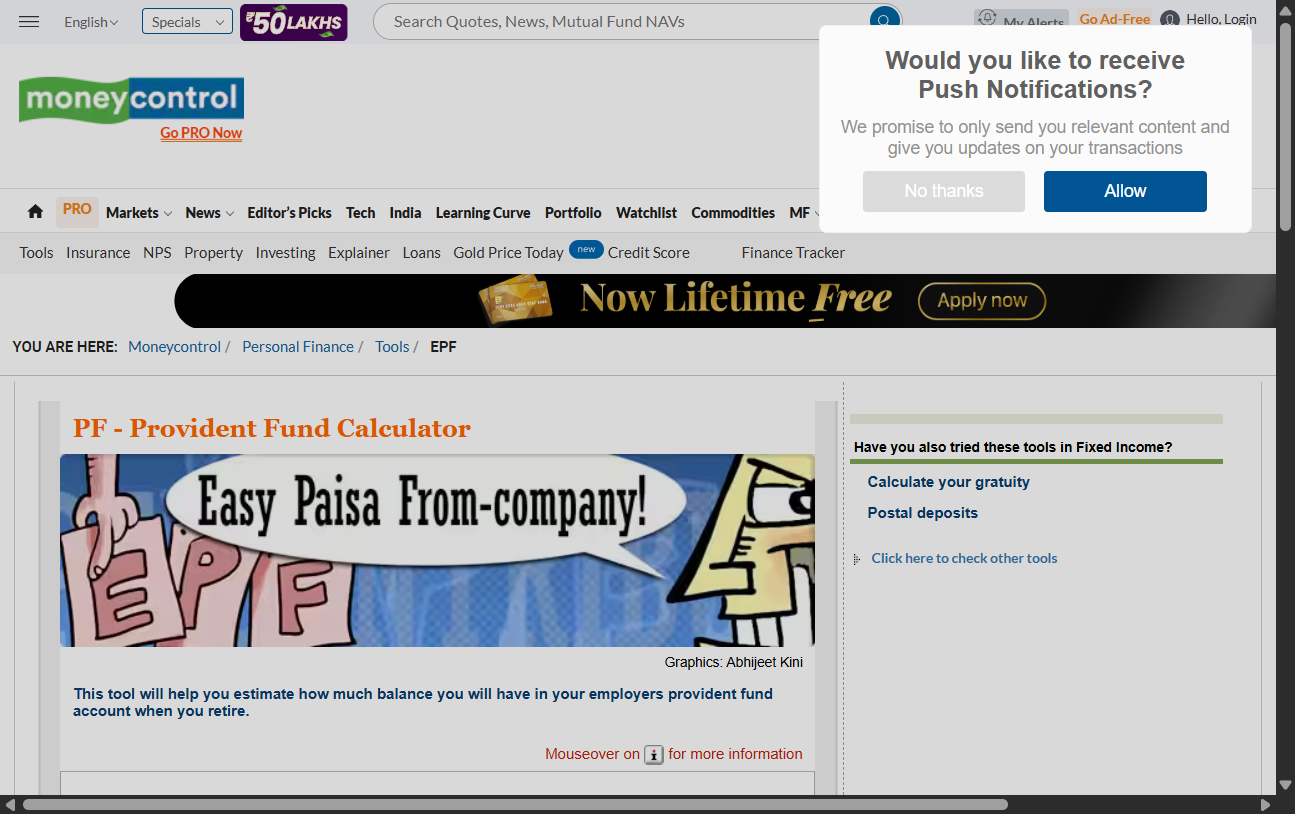 English
Specials
₹50 LAKHS
Search Quotes, News, Mutual Fund NAVs
My Alerts
Go Ad-Free
Hello, Login
Would you like to receive
Push Notifications?
We promise to only send you relevant content and
give you updates on your transactions
No thanks
Allow
moneycontrol
Go PRO Now
PRO
Markets
News
Editor's Picks
Tech
India
Learning Curve
Portfolio
Watchlist
Commodities
MF
Tools
Insurance
NPS
Property
Investing
Explainer
Loans
Gold Price Today
new
Credit Score
Finance Tracker
Now Lifetime Free
Apply now
YOU ARE HERE: Moneycontrol / Personal Finance / Tools / EPF
PF - Provident Fund Calculator
Easy Paisa From-company!
EPF
Graphics: Abhijeet Kini
This tool will help you estimate how much balance you will have in your employers provident fund
account when you retire.
Mouseover on i for more information
Have you also tried these tools in Fixed Income?
Calculate your gratuity
Postal deposits
Click here to check other tools